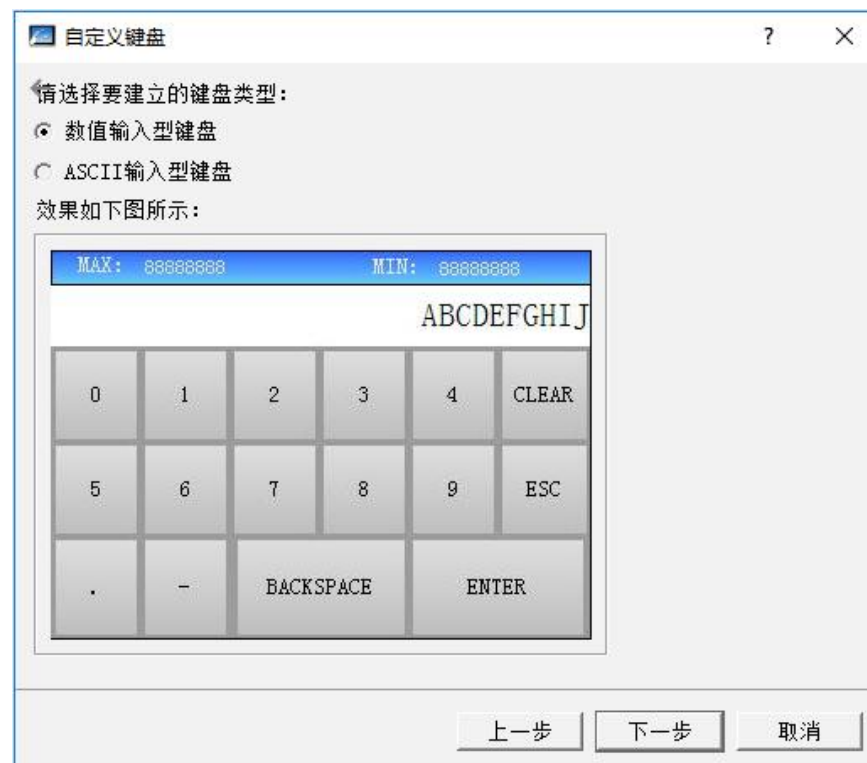 自定义键盘 ? ×
请选择要建立的键盘类型：
数值输入型键盘
ASCII输入型键盘
效果如下图所示：
MAX: 88888888 MIN: 88888888
ABCDEFGHIJ
0 1 2 3 4 CLEAR
5 6 7 8 9 ESC
. - BACKSPACE ENTER
上一步 下一步 取消